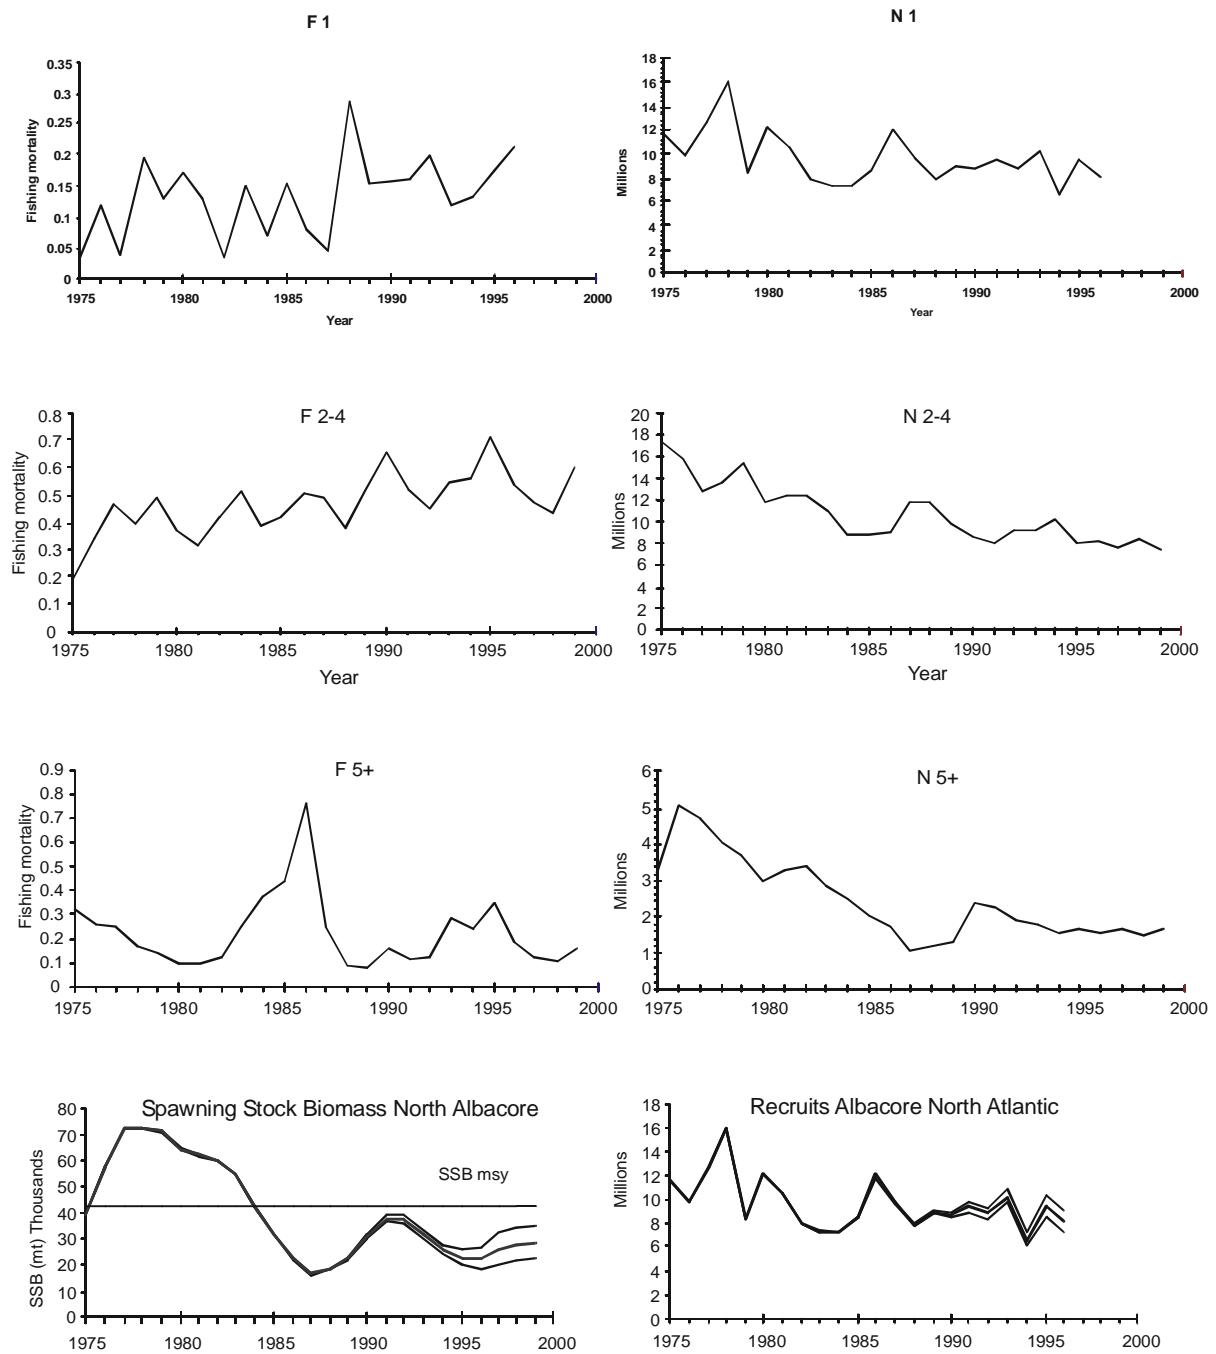 F 1
0.35
0.3
0.25
0.2
0.15
0.1
0.05
0
Fishing mortality
1975 1980 1985 1990 1995 2000
Year
N 1
18
16
14
12
10
8
6
4
2
0
Millions
1975 1980 1985 1990 1995 2000
Year
F 2-4
0.8
0.7
0.6
0.5
0.4
0.3
0.2
0.1
0
Fishing mortality
1975 1980 1985 1990 1995 2000
Year
N 2-4
20
18
16
14
12
10
8
6
4
2
0
Millions
1975 1980 1985 1990 1995 2000
Year
F 5+
0.9
0.8
0.7
0.6
0.5
0.4
0.3
0.2
0.1
0
Fishing mortality
1975 1980 1985 1990 1995 2000
N 5+
6
5
4
3
2
1
0
Millions
1975 1980 1985 1990 1995 2000
Spawning Stock Biomass North Albacore
80
70
60
50
40
30
20
10
0
SSB (mt) Thousands
SSB msy
1975 1980 1985 1990 1995 2000
Recruits Albacore North Atlantic
18
16
14
12
10
8
6
4
2
0
Millions
1975 1980 1985 1990 1995 2000